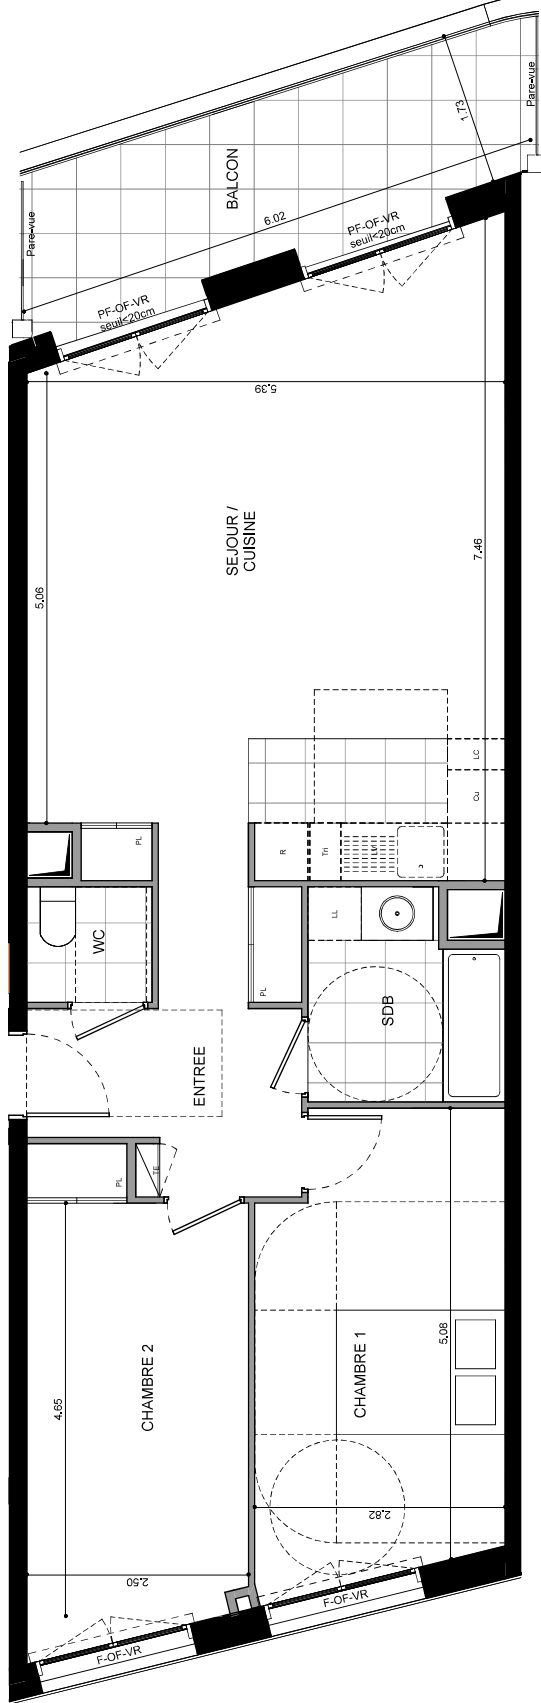 Pare-vue
1.73
BALCON
Pare-vue
6.02
PF-OF-VR
seuil<20cm
PF-OF-VR
seuil<20cm
5.39
SEJOUR /
CUISINE
7.46
5.06
LC
Cu
PL
R
Tri
LV
WC
LL
PL
SDB
ENTREE
PL
TE
CHAMBRE 2
CHAMBRE 1
5.08
4.65
2.82
2.50
F-OF-VR
F-OF-VR